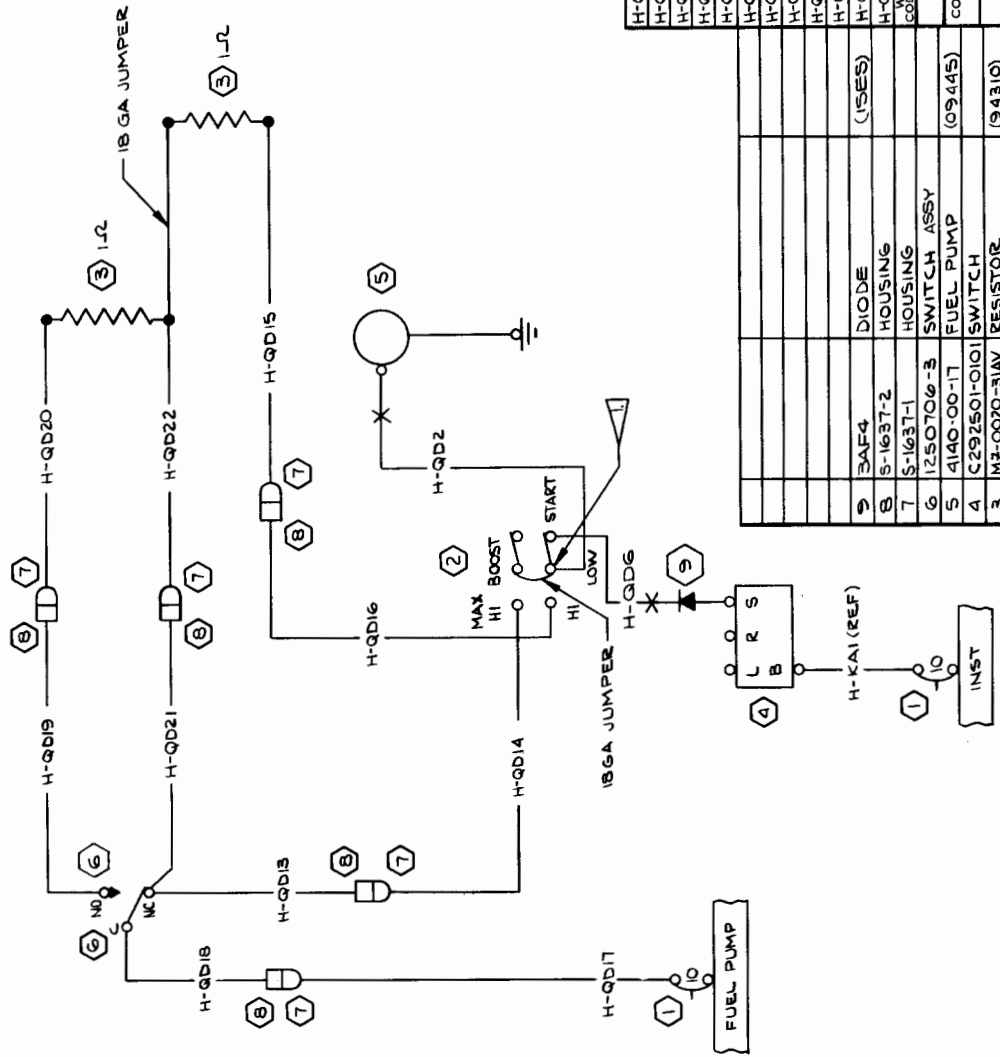 18 GA JUMPER
3 1Ω
3 1Ω
H-QD20
H-QD22
H-QD15
5
7
8
7
8
7
8
H-QD19
H-QD21
H-QD16
H-QD2
2
MAX HI
BOOST
START
HI
LOW
1.
18GA JUMPER
H-QD6
9
H-QD14
6
NO
6
C
NC
H-QD13
8
7
H-QD18
8
7
H-QD17
1
10
FUEL PUMP
4
L R S
B
H-KA1 (REF)
1
10
INST
9 3AF4 DIODE (15E5)
8 S-1637-2 HOUSING
7 S-1637-1 HOUSING
6 1250706-3 SWITCH ASSY
5 4140-00-17 FUEL PUMP (09445)
4 C292501-0101 SWITCH
3 RESISTOR (94310)